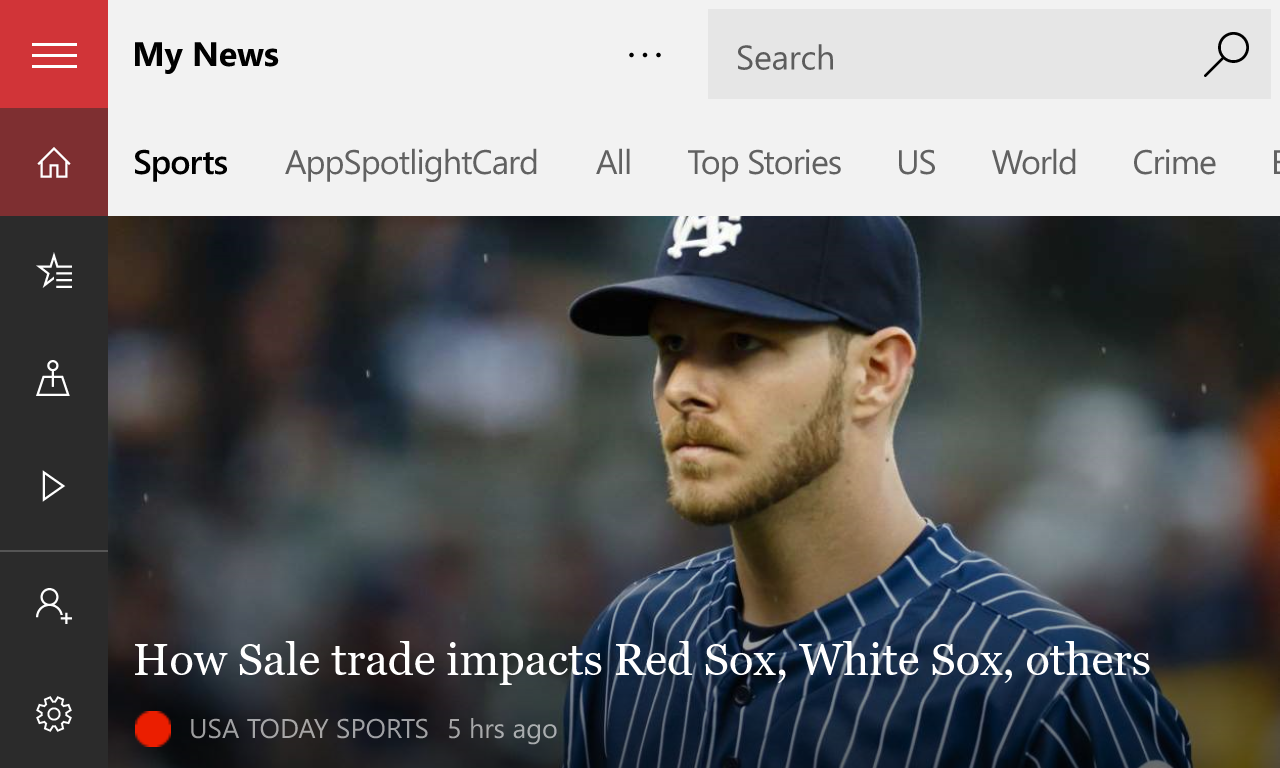 My News
...
Search
Sports AppSpotlightCard All Top Stories US World Crime
How Sale trade impacts Red Sox, White Sox, others
USA TODAY SPORTS 5 hrs ago